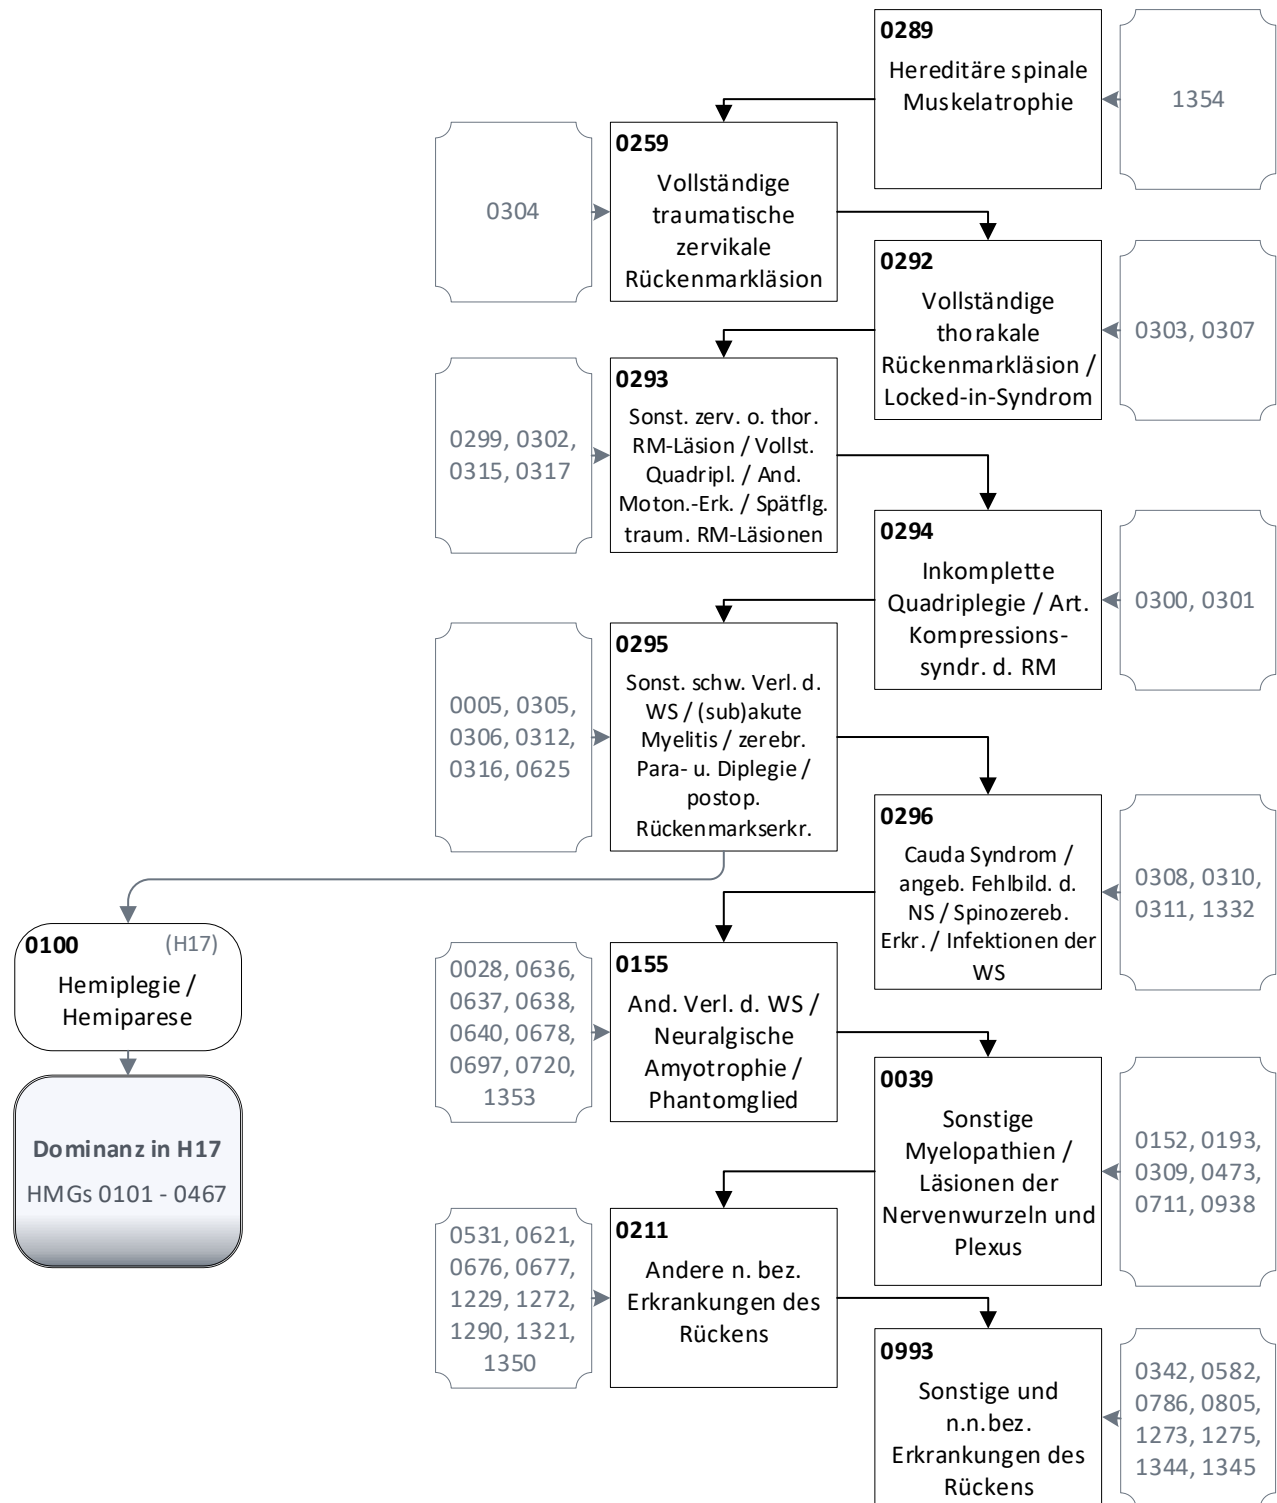 0289
Hereditäre spinale
Muskelatrophie
1354
0259
Vollständige
traumatische
zervikale
Rückenmarkläsion
0304
0292
Vollständige
thorakale
Rückenmarkläsion /
Locked-in-Syndrom
0303, 0307
0293
Sonst. zerv. o. thor.
RM-Läsion / Vollst.
Quadripl. / And.
Moton.-Erk. / Spätflg.
traum. RM-Läsionen
0299, 0302,
0315, 0317
0294
Inkomplette
Quadriplegie / Art.
Kompressions-
syndr. d. RM
0300, 0301
0295
Sonst. schw. Verl. d.
WS / (sub)akute
Myelitis / zerebr.
Para- u. Diplegie /
postop.
Rückenmarkserkr.
0005, 0305,
0306, 0312,
0316, 0625
0296
Cauda Syndrom /
angeb. Fehlbild. d.
NS / Spinozereb.
Erkr. / Infektionen der
WS
0308, 0310,
0311, 1332
0100 (H17)
Hemiplegie /
Hemiparese
Dominanz in H17
HMGs 0101 - 0467
0155
And. Verl. d. WS /
Neuralgische
Amyotrophie /
Phantomglied
0028, 0636,
0637, 0638,
0640, 0678,
0697, 0720,
1353
0039
Sonstige
Myelopathien /
Läsionen der
Nervenwurzeln und
Plexus
0152, 0193,
0309, 0473,
0711, 0938
0211
Andere n. bez.
Erkrankungen des
Rückens
0531, 0621,
0676, 0677,
1229, 1272,
1290, 1321,
1350
0993
Sonstige und
n.n.bez.
Erkrankungen des
Rückens
0342, 0582,
0786, 0805,
1273, 1275,
1344, 1345